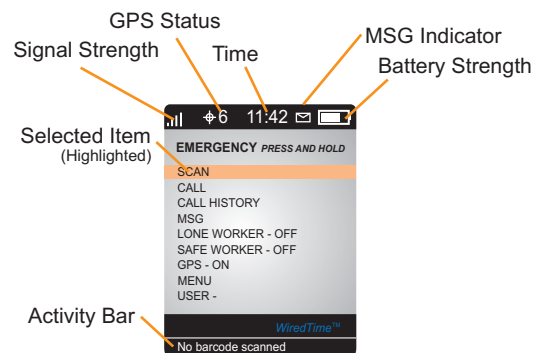 GPS Status
Signal Strength
Time
MSG Indicator
Battery Strength
6 11:42
Selected Item
(Highlighted)
EMERGENCY PRESS AND HOLD
SCAN
CALL
CALL HISTORY
MSG
LONE WORKER - OFF
SAFE WORKER - OFF
GPS - ON
MENU
USER -
Activity Bar
WiredTime™
No barcode scanned